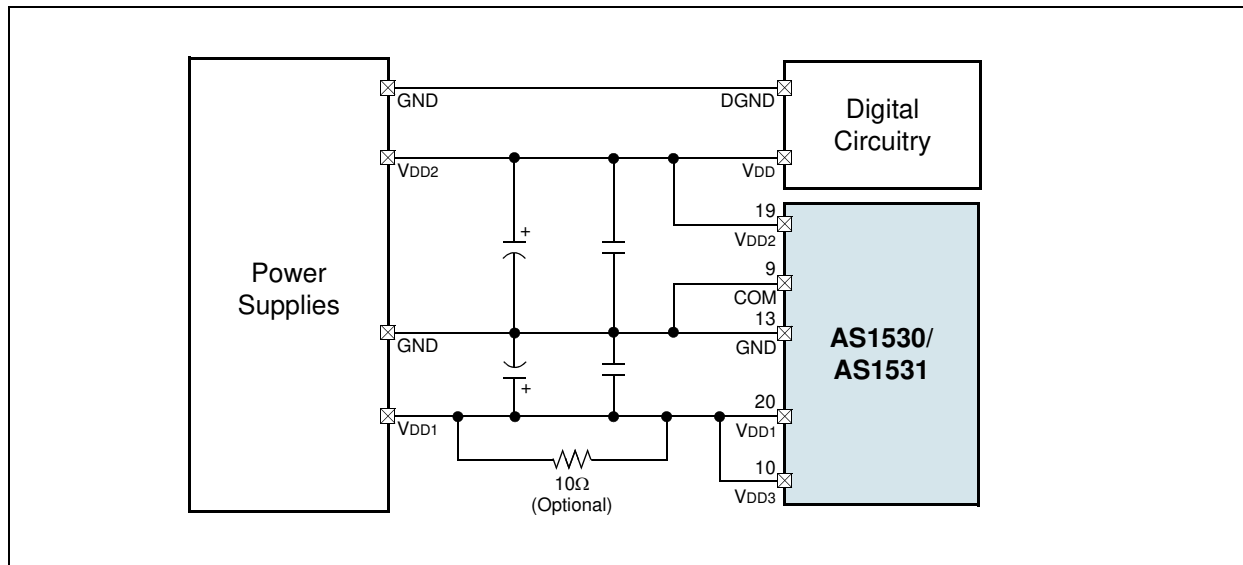 Power
Supplies
GND
VDD2
GND
VDD1
+
+
10Ω
(Optional)
DGND
VDD
Digital
Circuitry
19
VDD2
9
COM
13
GND
20
VDD1
10
VDD3
AS1530/
AS1531